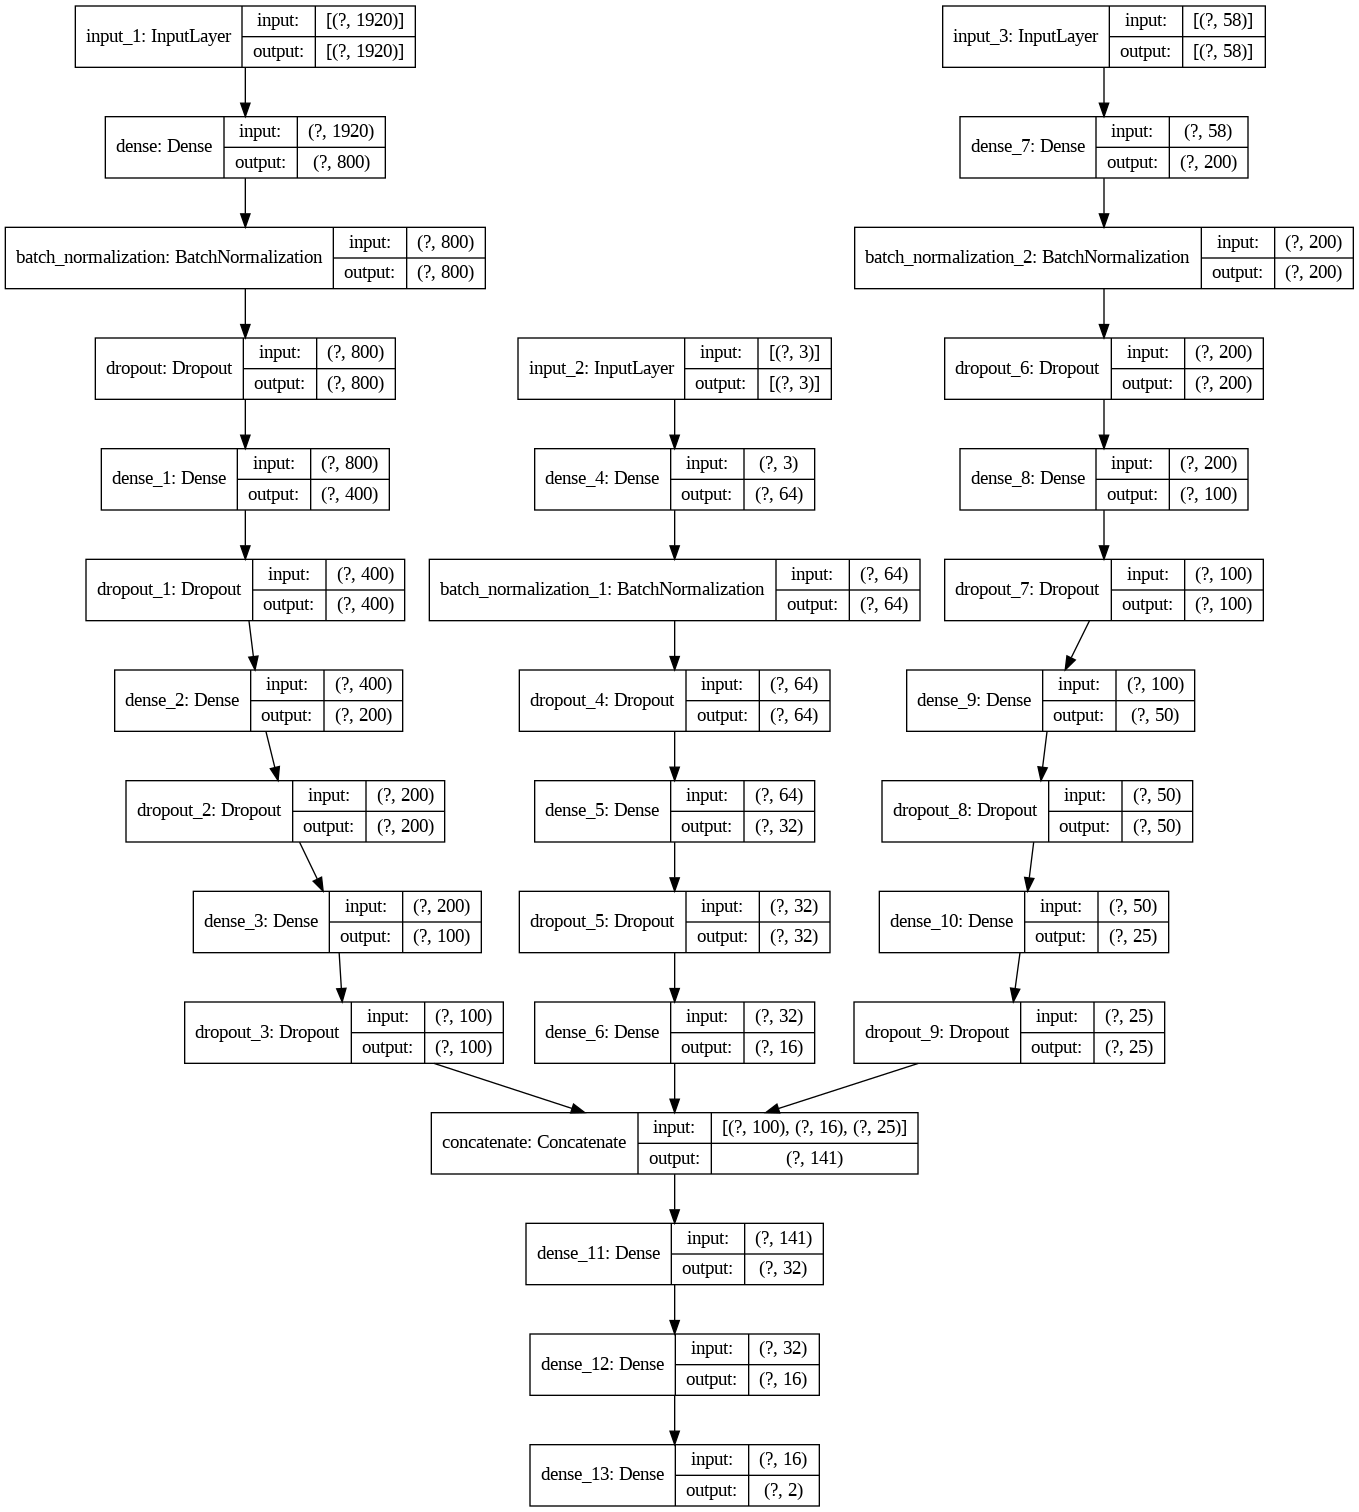 input_1: InputLayer
input: [(?, 1920)]
output: [(?, 1920)]
input_3: InputLayer
input: [(?, 58)]
output: [(?, 58)]
dense: Dense
input: (?, 1920)
output: (?, 800)
dense_7: Dense
input: (?, 58)
output: (?, 200)
batch_normalization: BatchNormalization
input: (?, 800)
output: (?, 800)
batch_normalization_2: BatchNormalization
input: (?, 200)
output: (?, 200)
dropout: Dropout
input: (?, 800)
output: (?, 800)
input_2: InputLayer
input: [(?, 3)]
output: [(?, 3)]
dropout_6: Dropout
input: (?, 200)
output: (?, 200)
dense_1: Dense
input: (?, 800)
output: (?, 400)
dense_4: Dense
input: (?, 3)
output: (?, 64)
dense_8: Dense
input: (?, 200)
output: (?, 100)
dropout_1: Dropout
input: (?, 400)
output: (?, 400)
batch_normalization_1: BatchNormalization
input: (?, 64)
output: (?, 64)
dropout_7: Dropout
input: (?, 100)
output: (?, 100)
dense_2: Dense
input: (?, 400)
output: (?, 200)
dropout_4: Dropout
input: (?, 64)
output: (?, 64)
dense_9: Dense
input: (?, 100)
output: (?, 50)
dropout_2: Dropout
input: (?, 200)
output: (?, 200)
dense_5: Dense
input: (?, 64)
output: (?, 32)
dropout_8: Dropout
input: (?, 50)
output: (?, 50)
dense_3: Dense
input: (?, 200)
output: (?, 100)
dropout_5: Dropout
input: (?, 32)
output: (?, 32)
dense_10: Dense
input: (?, 50)
output: (?, 25)
dropout_3: Dropout
input: (?, 100)
output: (?, 100)
dense_6: Dense
input: (?, 32)
output: (?, 16)
dropout_9: Dropout
input: (?, 25)
output: (?, 25)
concatenate: Concatenate
input: [(?, 100), (?, 16), (?, 25)]
output: (?, 141)
dense_11: Dense
input: (?, 141)
output: (?, 32)
dense_12: Dense
input: (?, 32)
output: (?, 16)
dense_13: Dense
input: (?, 16)
output: (?, 2)